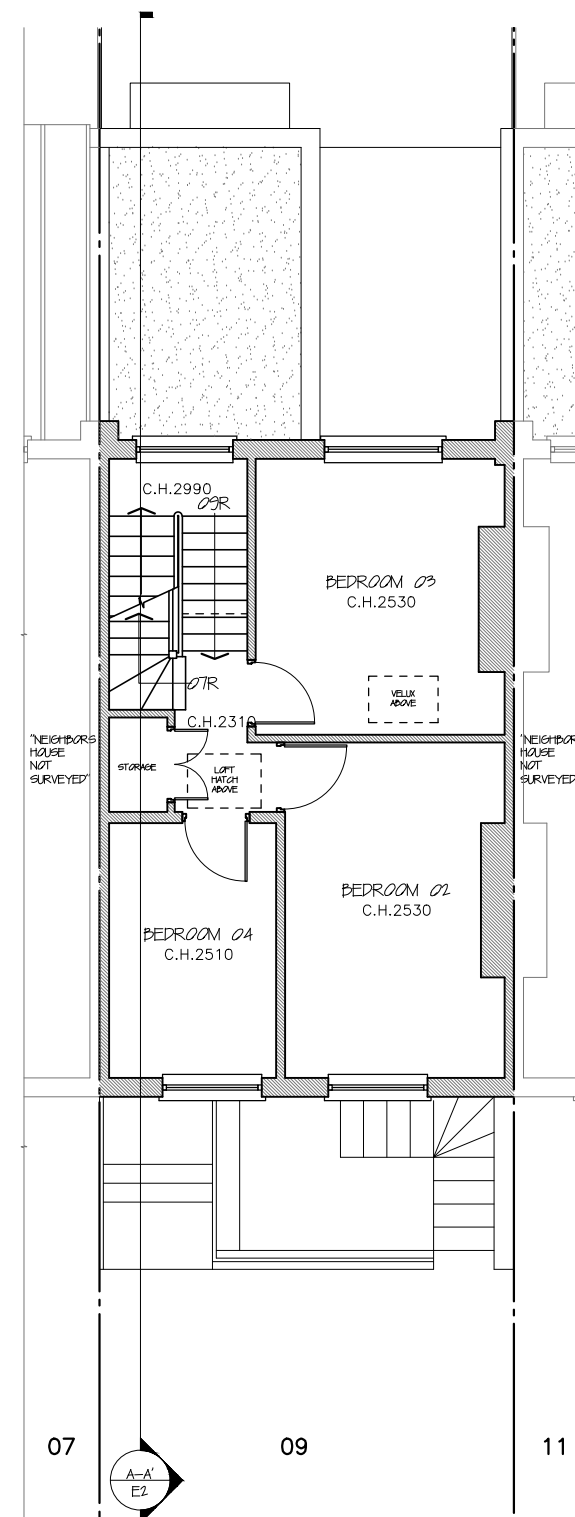 C.H.2990
09R
BEDROOM 03
C.H.2530
07R
C.H.2310
VELUX
ABOVE
"NEIGHBORS
HOUSE
NOT
SURVEYED"
STORAGE
LOFT
HATCH
ABOVE
"NEIGHBOR
HOUSE
NOT
SURVEYED
BEDROOM 02
C.H.2530
BEDROOM 04
C.H.2510
07
09
11
A-A'
E2